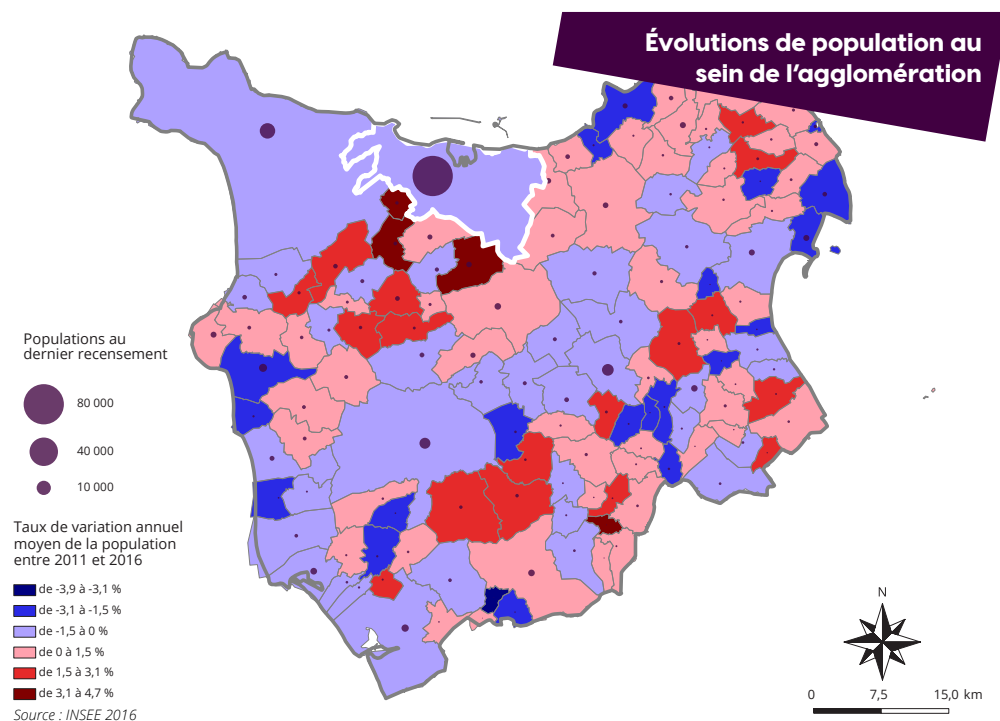 Évolutions de population au
sein de l'agglomération
Populations au
dernier recensement
80 000
40 000
10 000
Taux de variation annuel
moyen de la population
entre 2011 et 2016
de -3,9 à -3,1 %
de -3,1 à -1,5 %
de -1,5 à 0 %
de 0 à 1,5 %
de 1,5 à 3,1 %
de 3,1 à 4,7 %
Source : INSEE 2016
N
0 7,5 15,0 km